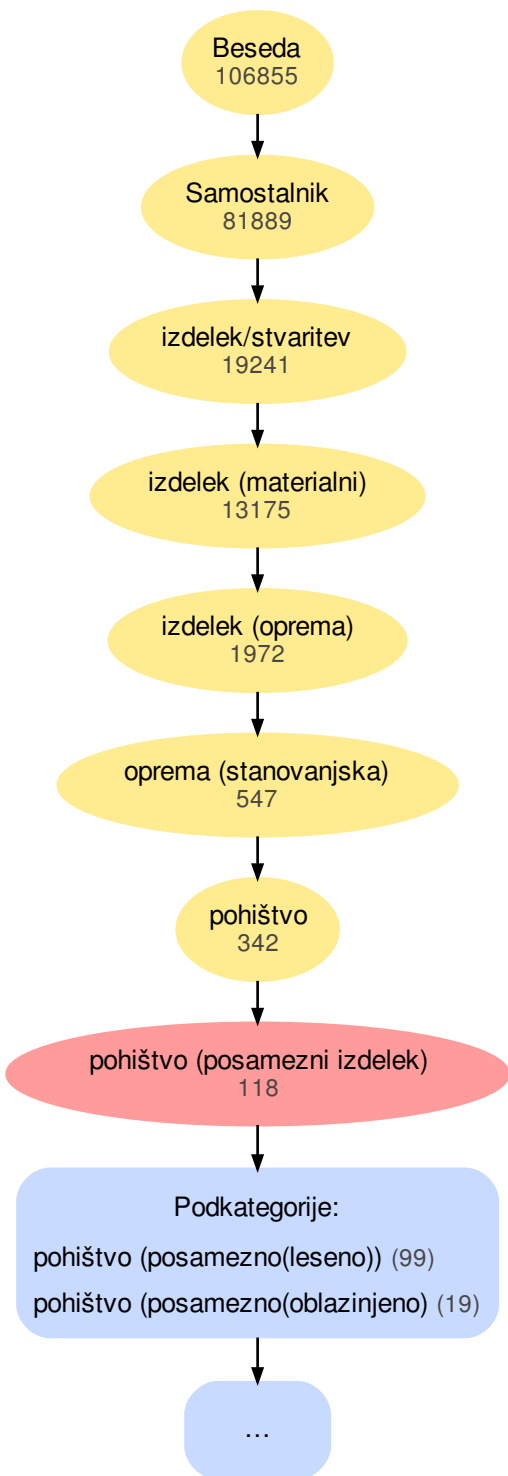 Beseda
106855
Samostalnik
81889
izdelek/stvaritev
19241
izdelek (materialni)
13175
izdelek (oprema)
1972
oprema (stanovanjska)
547
pohištvo
342
pohištvo (posamezni izdelek)
118
Podkategorije:
pohištvo (posamezno(leseno)) (99)
pohištvo (posamezno(oblazinjeno) (19)
...